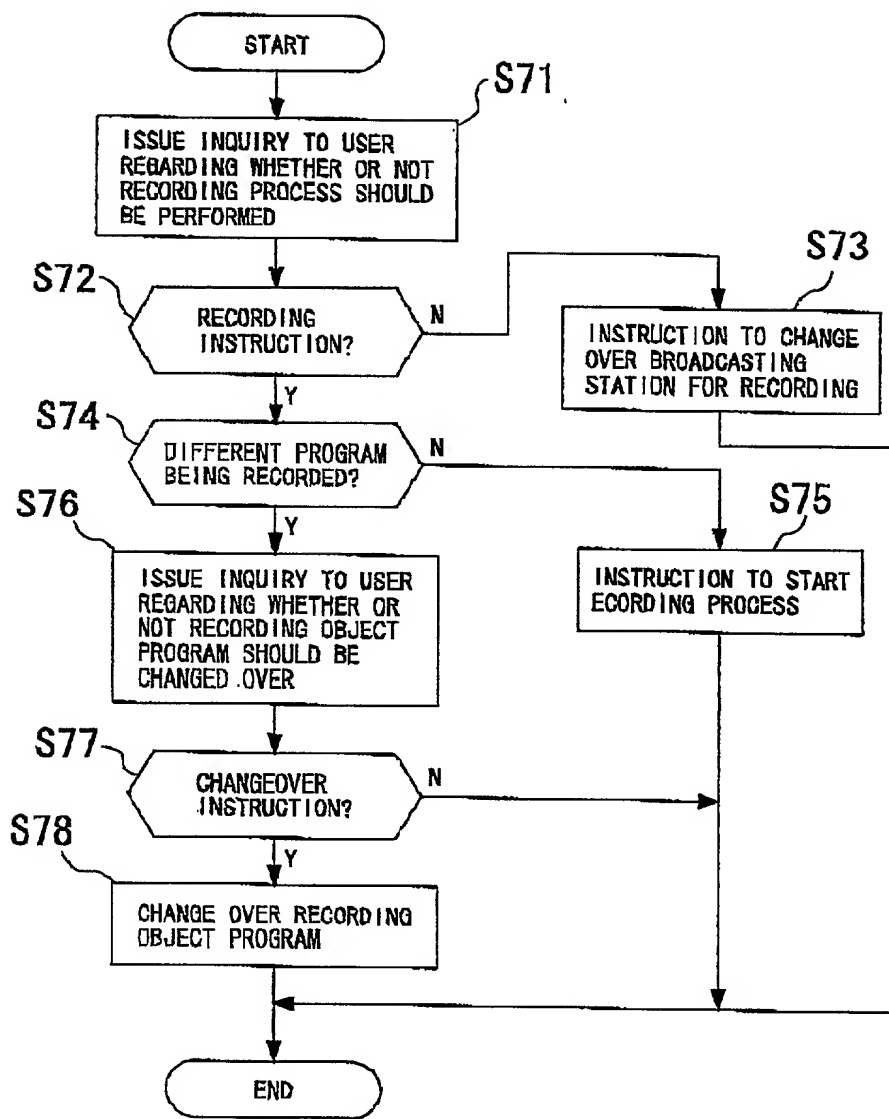 START
S71
ISSUE INQUIRY TO USER
REGARDING WHETHER OR NOT
RECORDING PROCESS SHOULD
BE PERFORMED
S72
RECORDING
INSTRUCTION?
N
Y
S73
INSTRUCTION TO CHANGE
OVER BROADCASTING
STATION FOR RECORDING
S74
DIFFERENT PROGRAM
BEING RECORDED?
N
Y
S75
INSTRUCTION TO START
ECORDING PROCESS
S76
ISSUE INQUIRY TO USER
REGARDING WHETHER OR
NOT RECORDING OBJECT
PROGRAM SHOULD BE
CHANGED.OVER
S77
CHANGEOVER
INSTRUCTION?
N
Y
S78
CHANGE OVER RECORDING
OBJECT PROGRAM
END